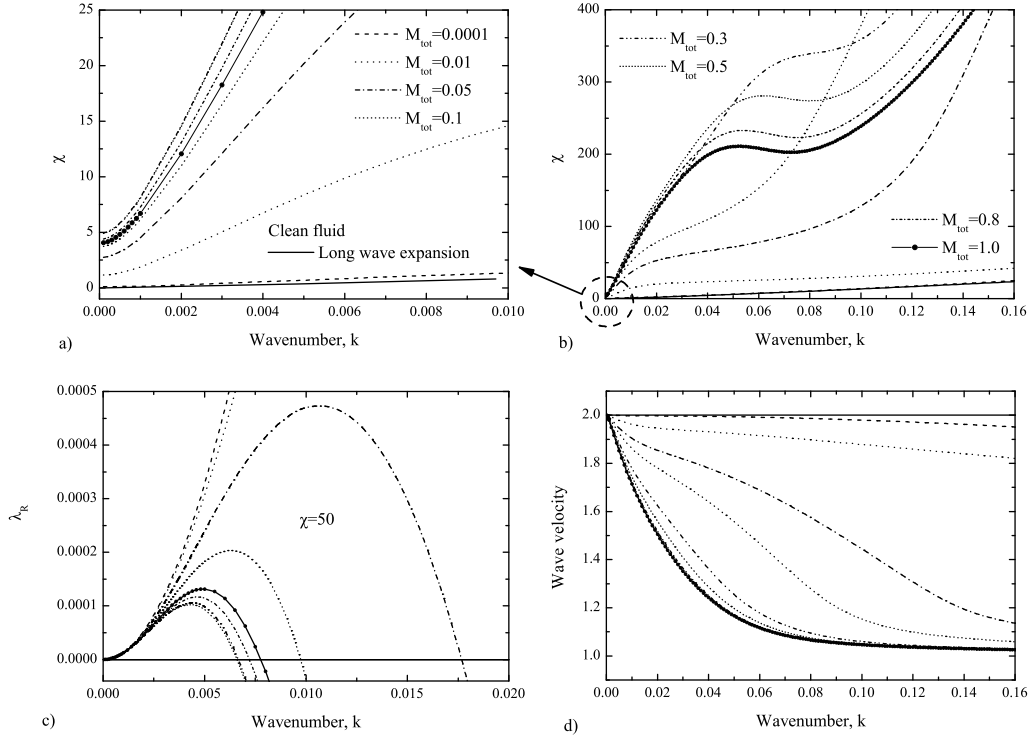 25
20
15
10
5
0
χ
M_tot=0.0001
M_tot=0.01
M_tot=0.05
M_tot=0.1
Clean fluid
Long wave expansion
0.000 0.002 0.004 0.006 0.008 0.010
Wavenumber, k
a)
400
300
200
100
0
χ
M_tot=0.3
M_tot=0.5
M_tot=0.8
M_tot=1.0
0.00 0.02 0.04 0.06 0.08 0.10 0.12 0.14 0.16
Wavenumber, k
b)
0.0005
0.0004
0.0003
0.0002
0.0001
0.0000
λ_R
χ=50
0.000 0.005 0.010 0.015 0.020
Wavenumber, k
c)
2.0
1.8
1.6
1.4
1.2
1.0
Wave velocity
0.00 0.02 0.04 0.06 0.08 0.10 0.12 0.14 0.16
Wavenumber, k
d)